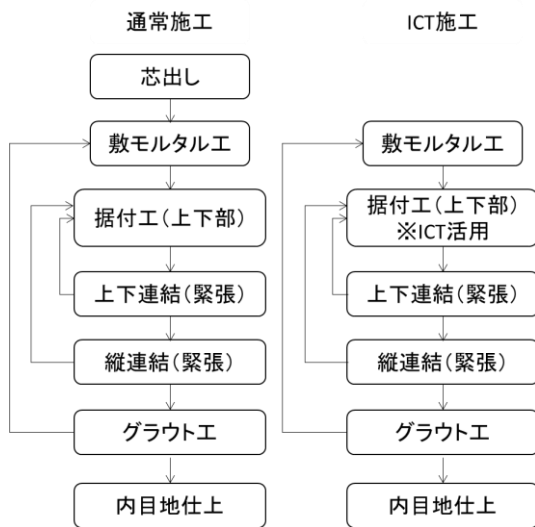 通常施工
芯出し
敷モルタル工
据付工(上下部)
上下連結(緊張)
縦連結(緊張)
グラウト工
内目地仕上
ICT施工
敷モルタル工
据付工(上下部)
※ICT活用
上下連結(緊張)
縦連結(緊張)
グラウト工
内目地仕上